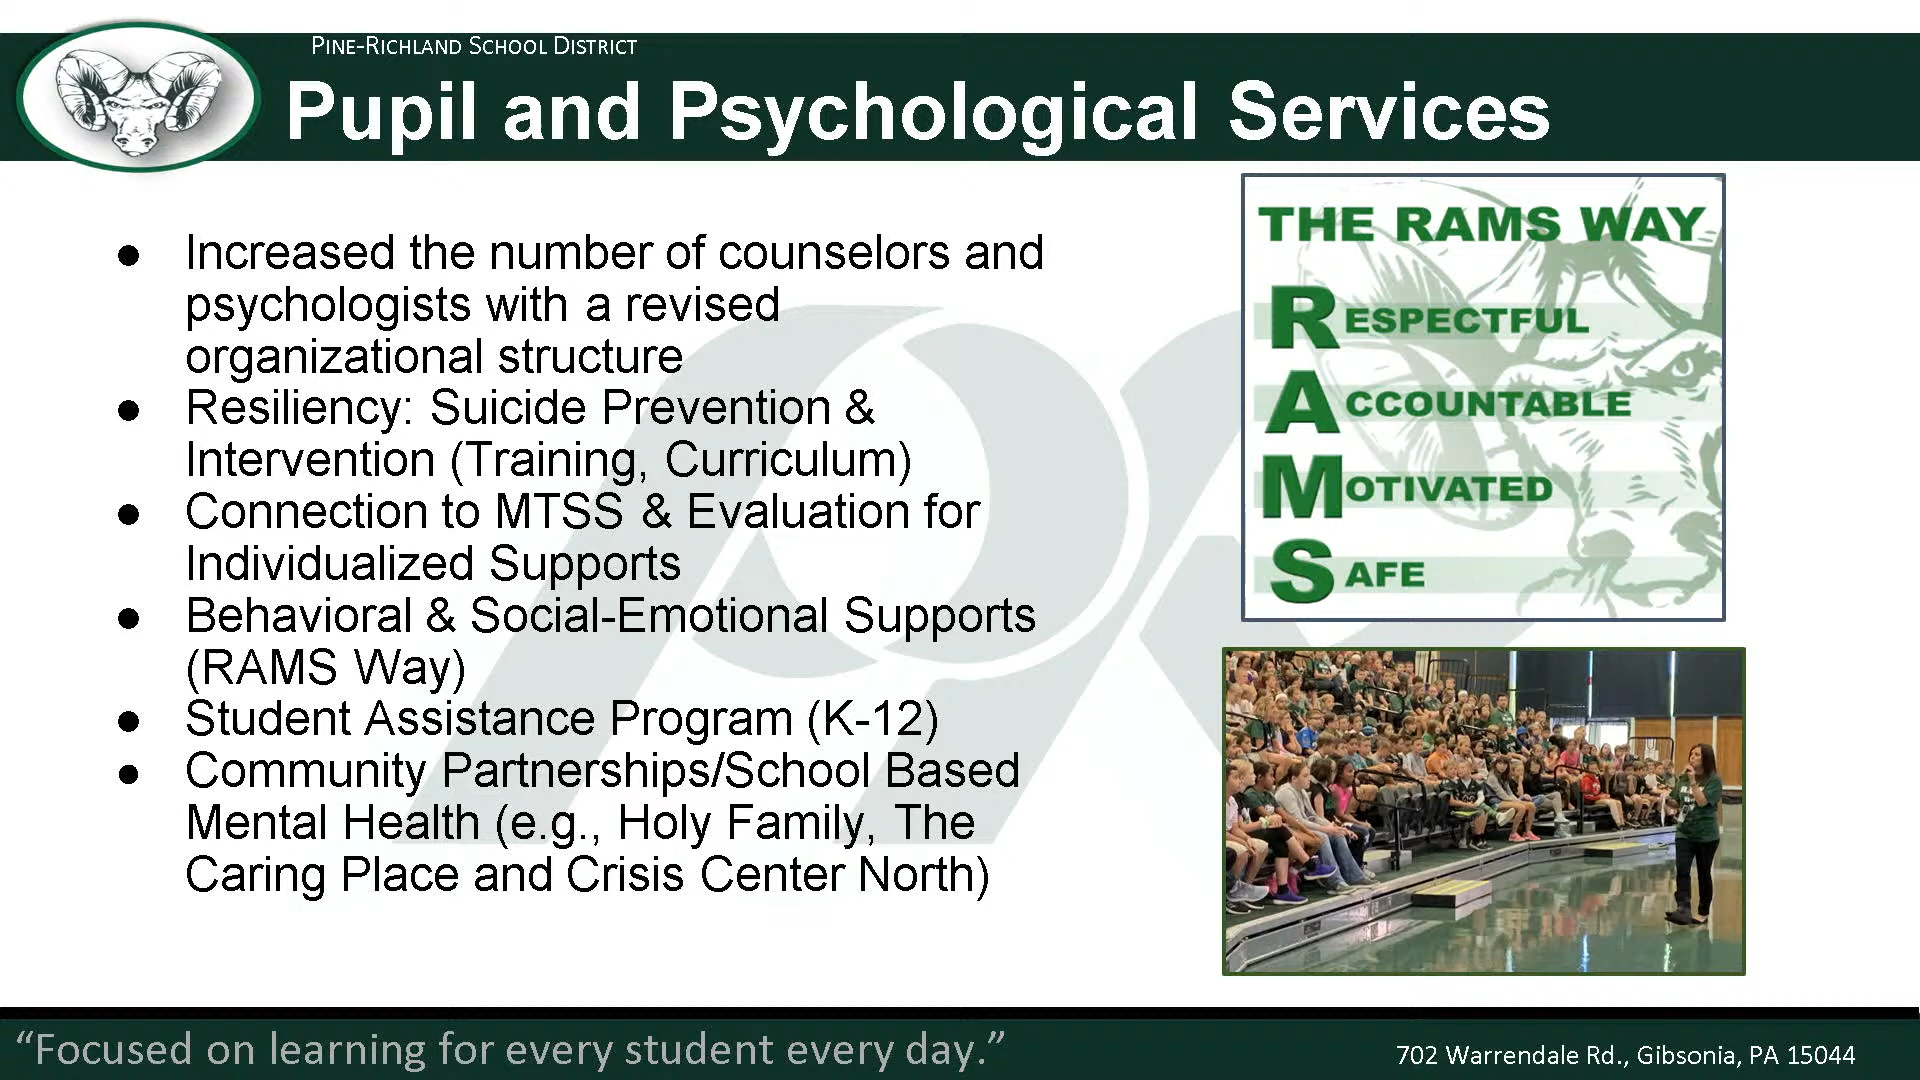 PINE-RICHLAND SCHOOL DISTRICT
Pupil and Psychological Services
● Increased the number of counselors and
psychologists with a revised
organizational structure
● Resiliency: Suicide Prevention &
Intervention (Training, Curriculum)
● Connection to MTSS & Evaluation for
Individualized Supports
● Behavioral & Social-Emotional Supports
(RAMS Way)
● Student Assistance Program (K-12)
● Community Partnerships/School Based
Mental Health (e.g., Holy Family, The
Caring Place and Crisis Center North)
THE RAMS WAY
RESPECTFUL
ACCOUNTABLE
MOTIVATED
SAFE
“Focused on learning for every student every day.”
702 Warrendale Rd., Gibsonia, PA 15044